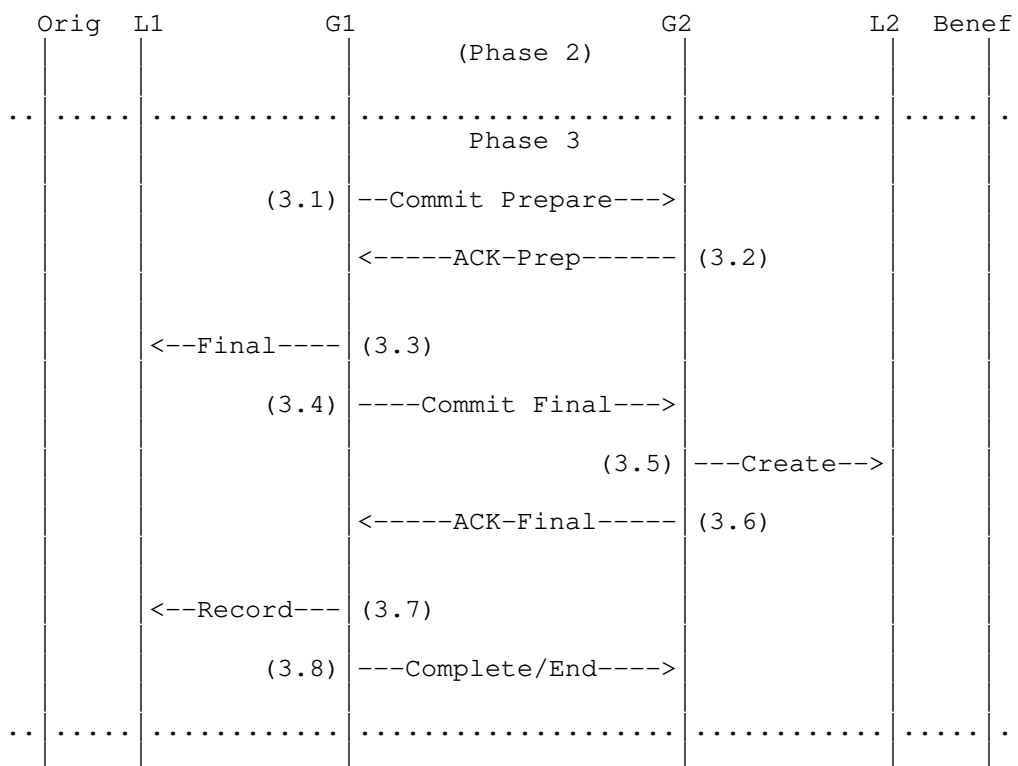 Orig L1 G1 G2 L2 Benef
(Phase 2)
Phase 3
(3.1) --Commit Prepare--->
<-----ACK-Prep------ (3.2)
<--Final---- (3.3)
(3.4) ----Commit Final--->
(3.5) ---Create-->
<-----ACK-Final----- (3.6)
<--Record--- (3.7)
(3.8) ---Complete/End---->